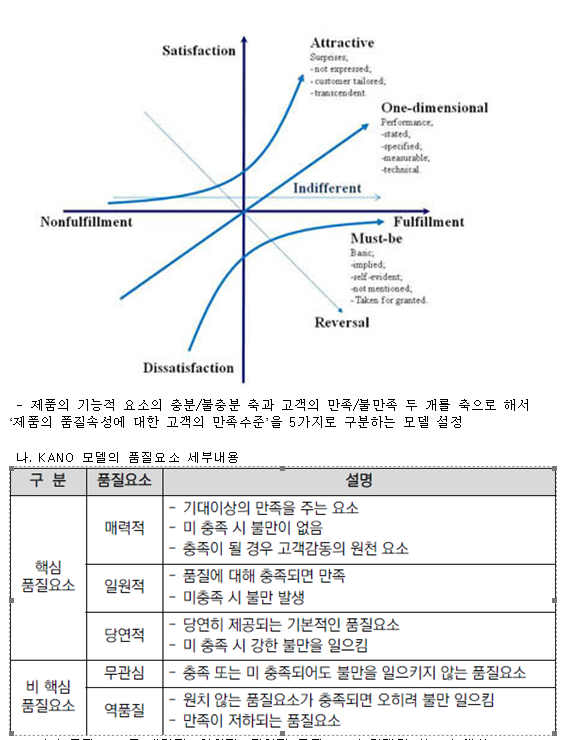 Satisfaction
Attractive
Surprises;
- not expressed;
- customer tailored;
- transcendent.
One-dimensional
Performance;
-stated;
-specified;
-measurable;
-technical.
Indifferent
Nonfulfillment
Fulfillment
Must-be
Basic;
-implied;
-self-evident;
-not mentioned;
- Taken for granted.
Reversal
Dissatisfaction
- 제품의 기능적 요소의 충분/불충분 축과 고객의 만족/불만족 두 개를 축으로 해서
‘제품의 품질속성에 대한 고객의 만족수준’을 5가지로 구분하는 모델 설정
나. KANO 모델의 품질요소 세부내용
구 분 품질요소 설명
핵심
품질요소
매력적
- 기대이상의 만족을 주는 요소
- 미 충족 시 불만이 없음
- 충족이 될 경우 고객감동의 원천 요소
일원적
- 품질에 대해 충족되면 만족
- 미충족 시 불만 발생
당연적
- 당연히 제공되는 기본적인 품질요소
- 미 충족 시 강한 불만을 일으킴
비 핵심
품질요소
무관심
- 충족 또는 미 충족되어도 불만을 일으키지 않는 품질요소
역품질
- 원치 않는 품질요소가 충족되면 오히려 불만 일으킴
- 만족이 저하되는 품질요소